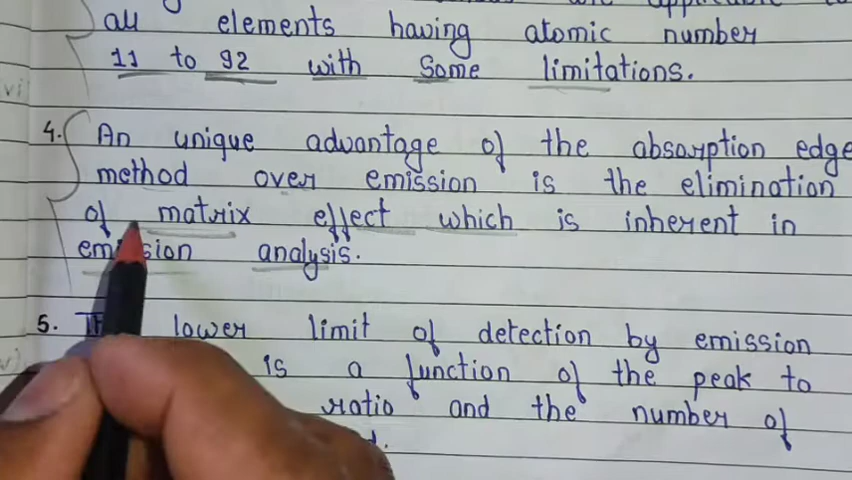 all elements having atomic number
11 to 92 with some limitations.
4. An unique advantage of the absorption edge
method over emission is the elimination
of matrix effect which is inherent in
emission analysis.
5. The lower limit of detection by emission
is a function of the peak to
ratio and the number of